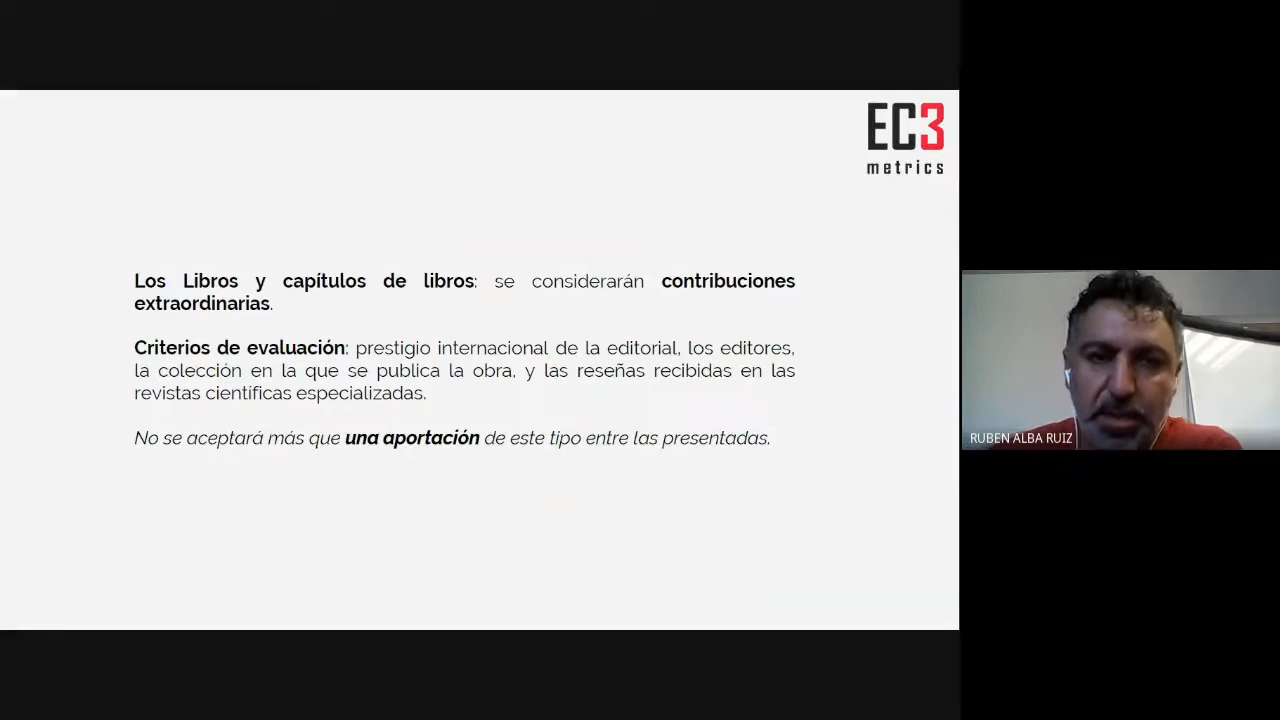 EC3
metrics
Los Libros y capítulos de libros: se considerarán contribuciones
extraordinarias.
Criterios de evaluación: prestigio internacional de la editorial, los editores,
la colección en la que se publica la obra, y las reseñas recibidas en las
revistas científicas especializadas.
No se aceptará más que una aportación de este tipo entre las presentadas.
RUBEN ALBA RUIZ